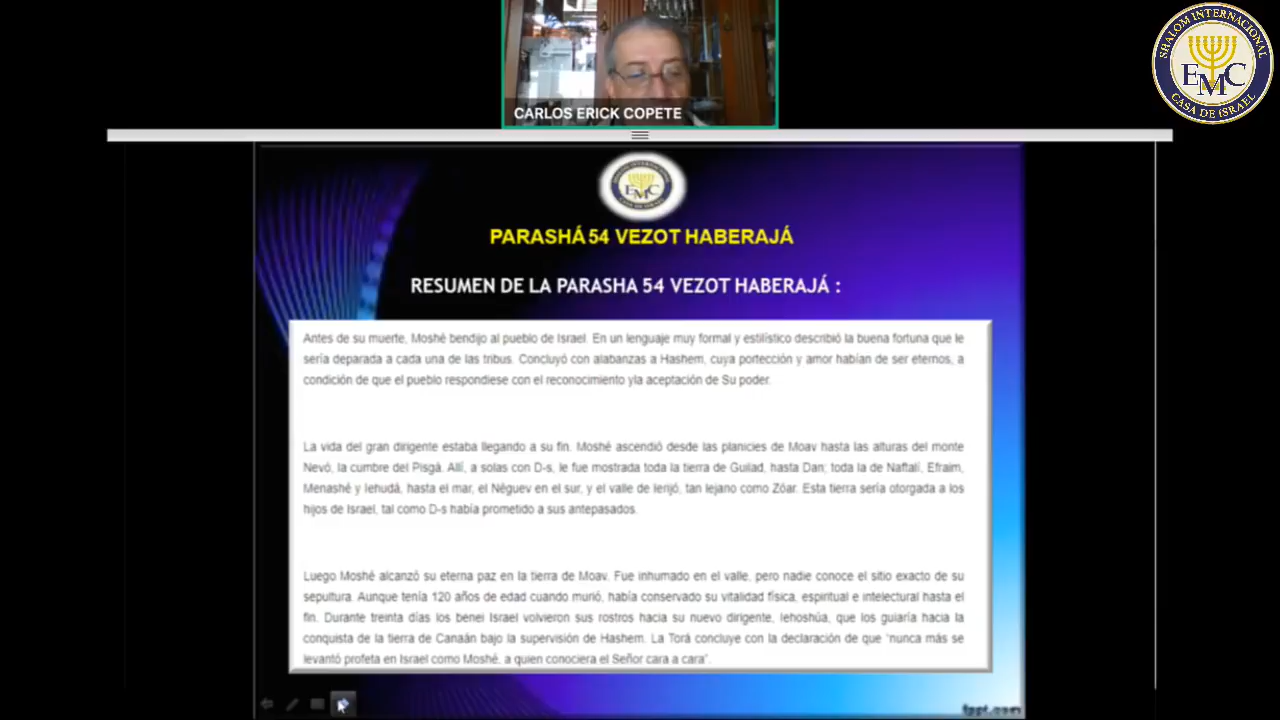 SHALOM INTERNACIONAL
EMC
CASA DE ISRAEL
CARLOS ERICK COPETE
EMC
PARASHÁ 54 VEZOT HABERAJÁ
RESUMEN DE LA PARASHA 54 VEZOT HABERAJÁ :
Antes de su muerte, Moshé bendijo al pueblo de Israel. En un lenguaje muy formal y estilístico describió la buena fortuna que le
sería deparada a cada una de las tribus. Concluyó con alabanzas a Hashem, cuya portección y amor habían de ser eternos, a
condición de que el pueblo respondiese con el reconocimiento yla aceptación de Su poder.
La vida del gran dirigente estaba llegando a su fin. Moshé ascendió desde las planicies de Moav hasta las alturas del monte
Nevó, la cumbre del Pisgá. Allí, a solas con D-s, le fue mostrada toda la tierra de Guilad, hasta Dan; toda la de Naftalí, Efraim,
Menashé y Iehudá, hasta el mar, el Néguev en el sur, y el valle de Ierijó, tan lejano como Zóar. Esta tierra sería otorgada a los
hijos de Israel, tal como D-s había prometido a sus antepasados.
Luego Moshé alcanzó su eterna paz en la tierra de Moav. Fue inhumado en el valle, pero nadie conoce el sitio exacto de su
sepultura. Aunque tenía 120 años de edad cuando murió, había conservado su vitalidad física, espiritual e intelectural hasta el
fin. Durante treinta días los benei Israel volvieron sus rostros hacia su nuevo dirigente, Iehoshúa, que los guiaría hacia la
conquista de la tierra de Canaán bajo la supervisión de Hashem. La Torá concluye con la declaración de que "nunca más se
levantó profeta en Israel como Moshé, a quien conociera el Señor cara a cara".
fppt.com